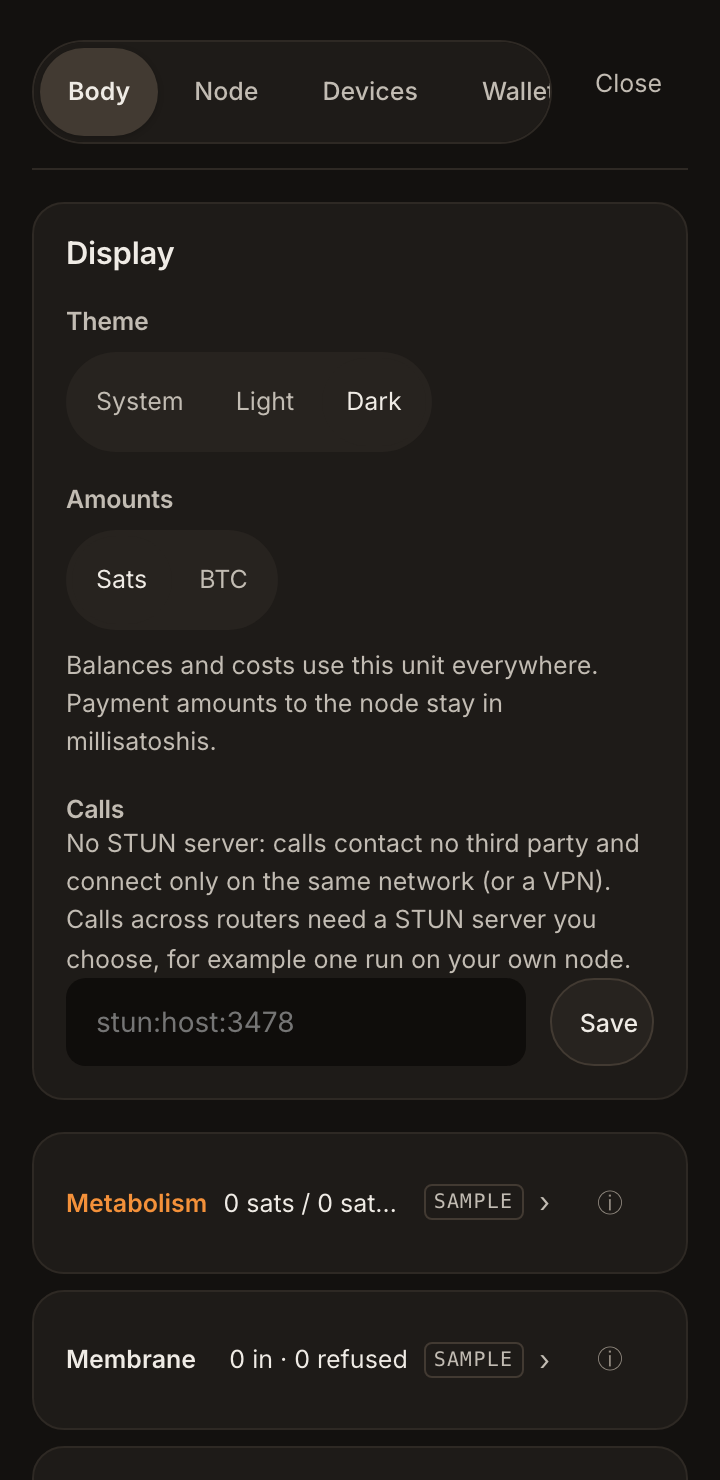 Body Node Devices Wallet Close
Display
Theme
System Light Dark
Amounts
Sats BTC
Balances and costs use this unit everywhere.
Payment amounts to the node stay in
millisatoshis.
Calls
No STUN server: calls contact no third party and
connect only on the same network (or a VPN).
Calls across routers need a STUN server you
choose, for example one run on your own node.
stun:host:3478 Save
Metabolism 0 sats / 0 sat... SAMPLE › ⓘ
Membrane 0 in · 0 refused SAMPLE › ⓘ